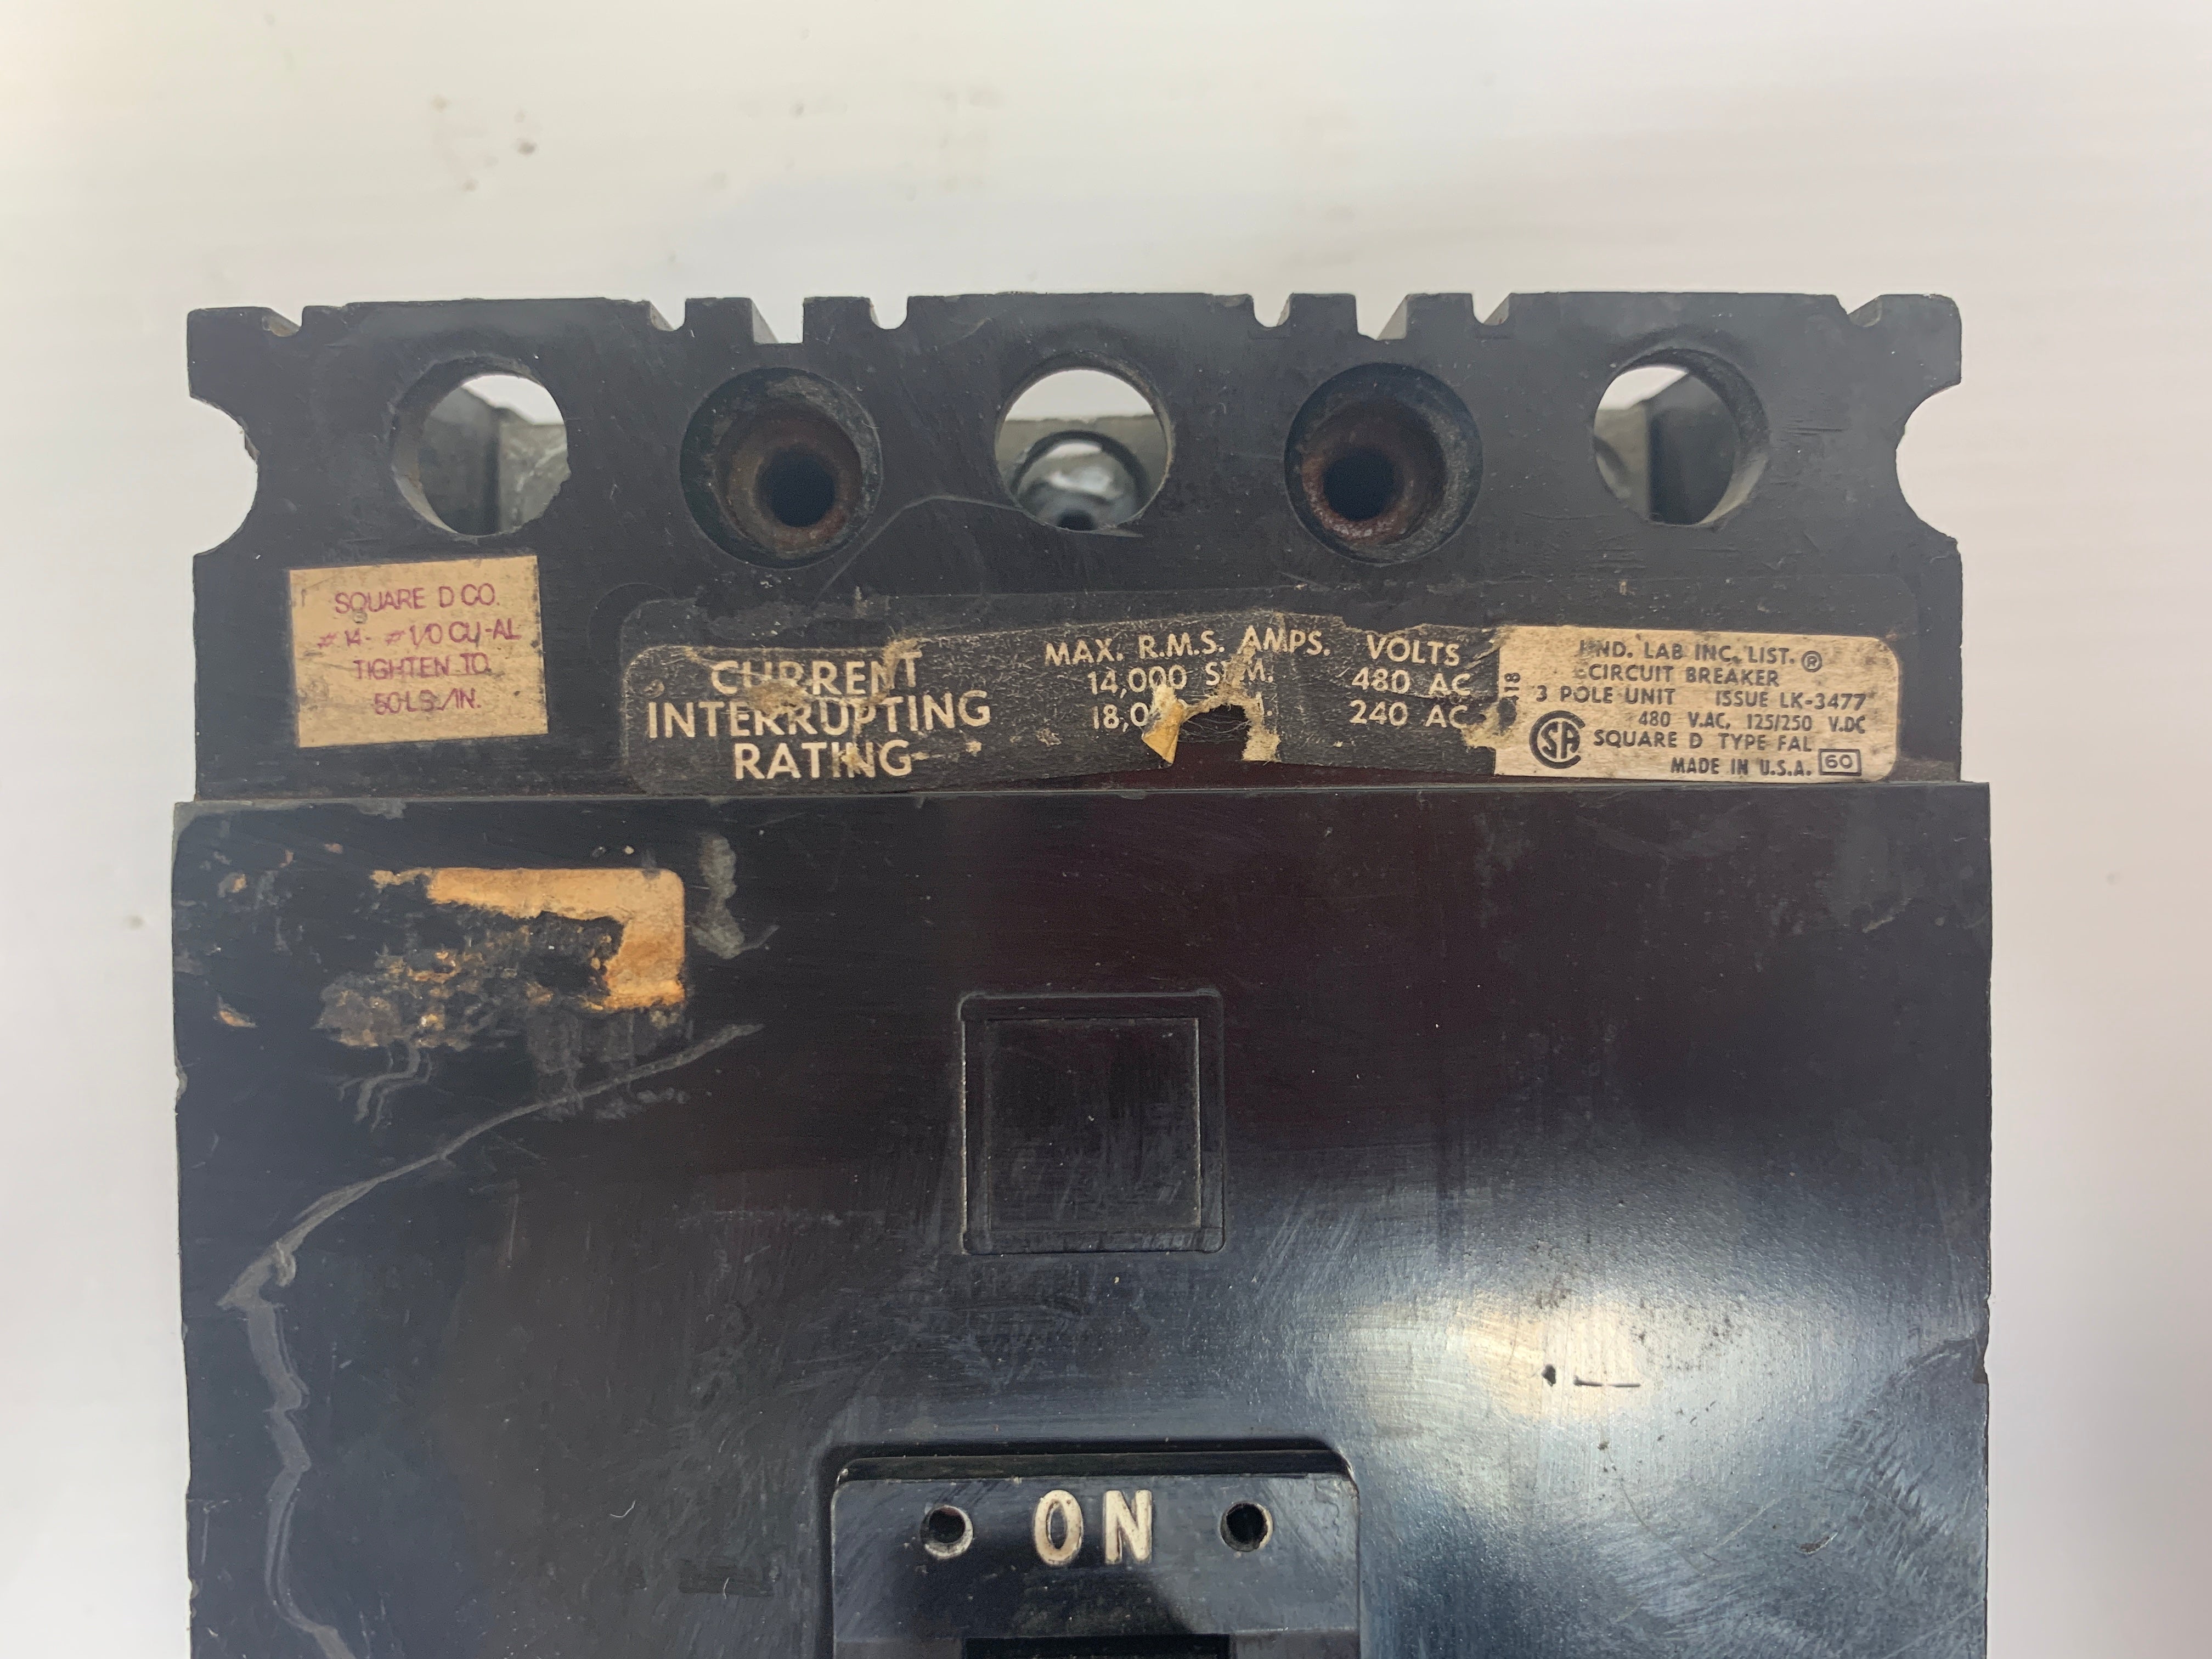 SQUARE D CO.
#14- #1/0 CU-AL
TIGHTEN TO
50 LS./IN.
CURRENT
INTERRUPTING
RATING
MAX. R.M.S. AMPS. VOLTS
14,000 SYM. 480 AC
240 AC
IND. LAB INC. LIST. ®
CIRCUIT BREAKER
3 POLE UNIT ISSUE LK-3477
480 V.AC, 125/250 V.DC
SQUARE D TYPE FAL
MADE IN U.S.A. 60
ON